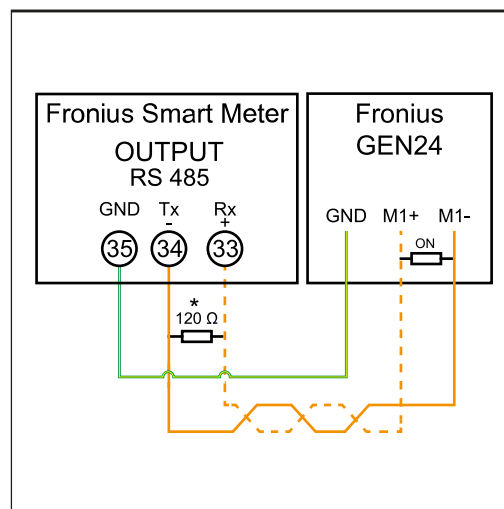 Fronius Smart Meter
OUTPUT
RS 485
GND Tx Rx
- +
35 34 33
*
120 Ω
Fronius
GEN24
GND M1+ M1-
ON